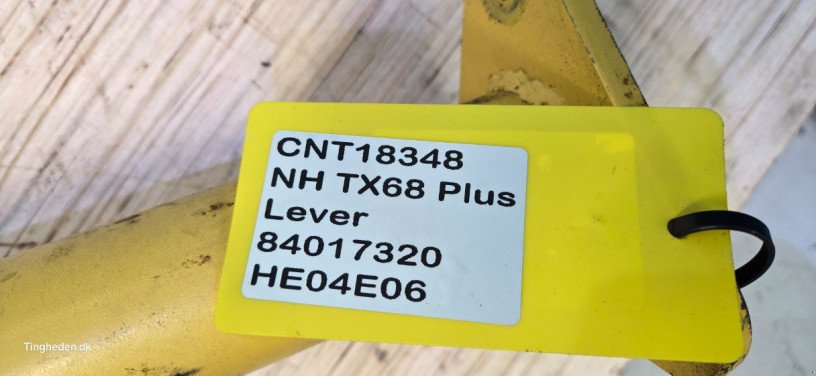 CNT18348
NH TX68 Plus
Lever
84017320
HE04E06
Tingheden.dk